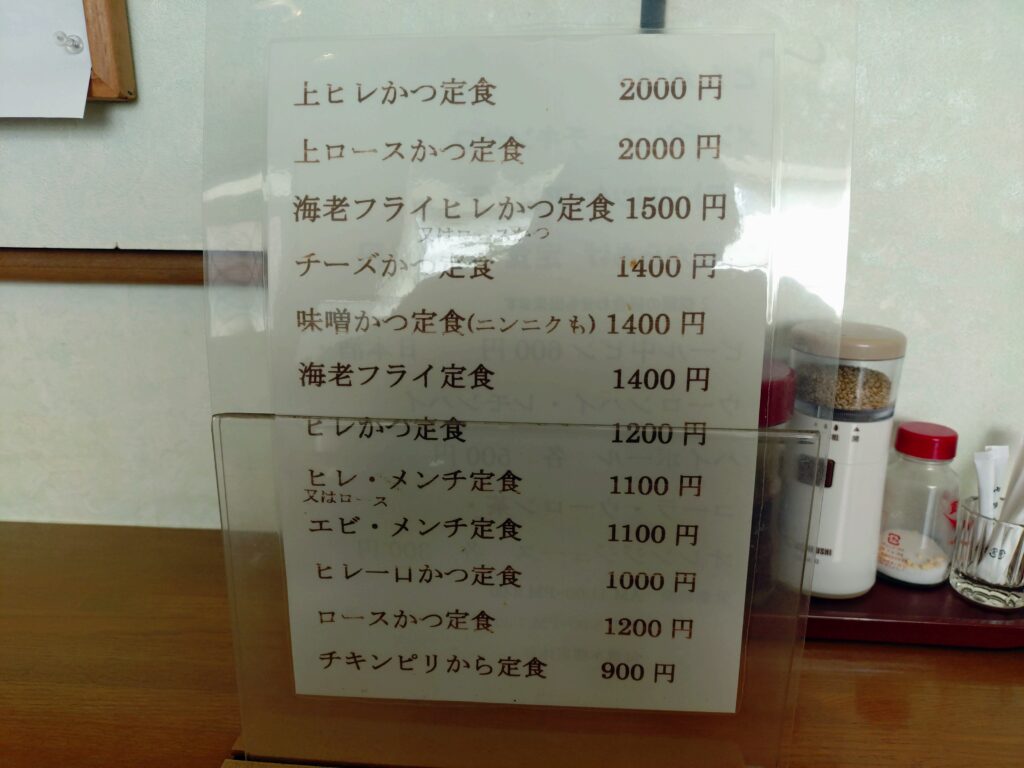 上ヒレかつ定食 2000 円
上ロースかつ定食 2000 円
海老フライヒレかつ定食 1500 円
又はロースかつ
チーズかつ定食 1400 円
味噌かつ定食(ニンニクも) 1400 円
海老フライ定食 1400 円
ヒレかつ定食 1200 円
ヒレ・メンチ定食 1100 円
又はロース
エビ・メンチ定食 1100 円
ヒレ一口かつ定食 1000 円
ロースかつ定食 1200 円
チキンピリから定食 900 円